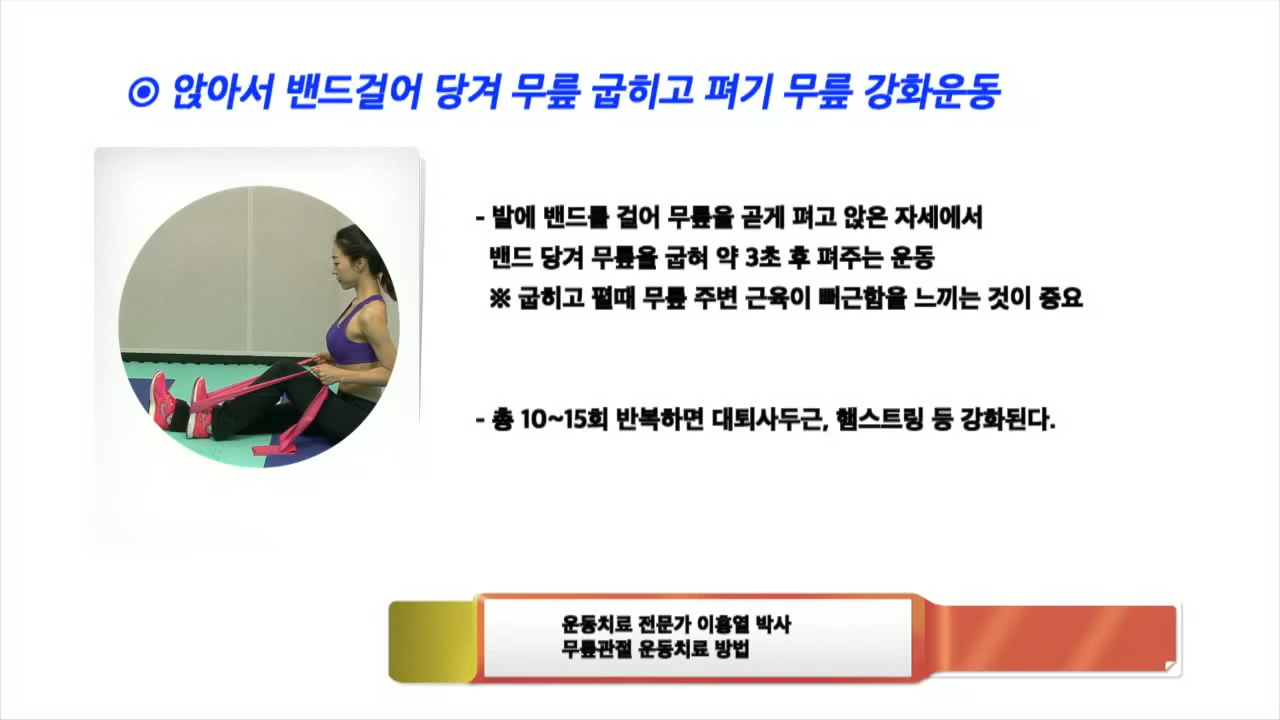 ◉ 앉아서 밴드걸어 당겨 무릎 굽히고 펴기 무릎 강화운동
- 발에 밴드를 걸어 무릎을 곧게 펴고 앉은 자세에서
밴드 당겨 무릎을 굽혀 약 3초 후 펴주는 운동
※ 굽히고 펼때 무릎 주변 근육이 뻐근함을 느끼는 것이 중요
- 총 10~15회 반복하면 대퇴사두근, 햄스트링 등 강화된다.
운동치료 전문가 이홍열 박사
무릎관절 운동치료 방법